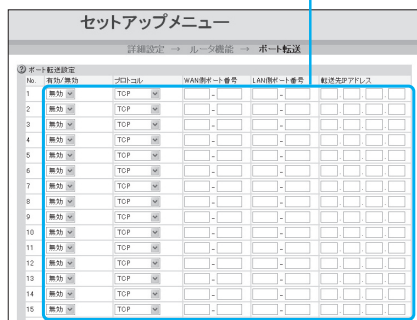 セットアップメニュー
詳細設定 → ルータ機能 → ポート転送
? ポート転送設定
No. 有効/無効 プロトコル WAN側ポート番号 LAN側ポート番号 転送先IPアドレス
1 無効 TCP - - . . .
2 無効 TCP - - . . .
3 無効 TCP - - . . .
4 無効 TCP - - . . .
5 無効 TCP - - . . .
6 無効 TCP - - . . .
7 無効 TCP - - . . .
8 無効 TCP - - . . .
9 無効 TCP - - . . .
10 無効 TCP - - . . .
11 無効 TCP - - . . .
12 無効 TCP - - . . .
13 無効 TCP - - . . .
14 無効 TCP - - . . .
15 無効 TCP - - . . .